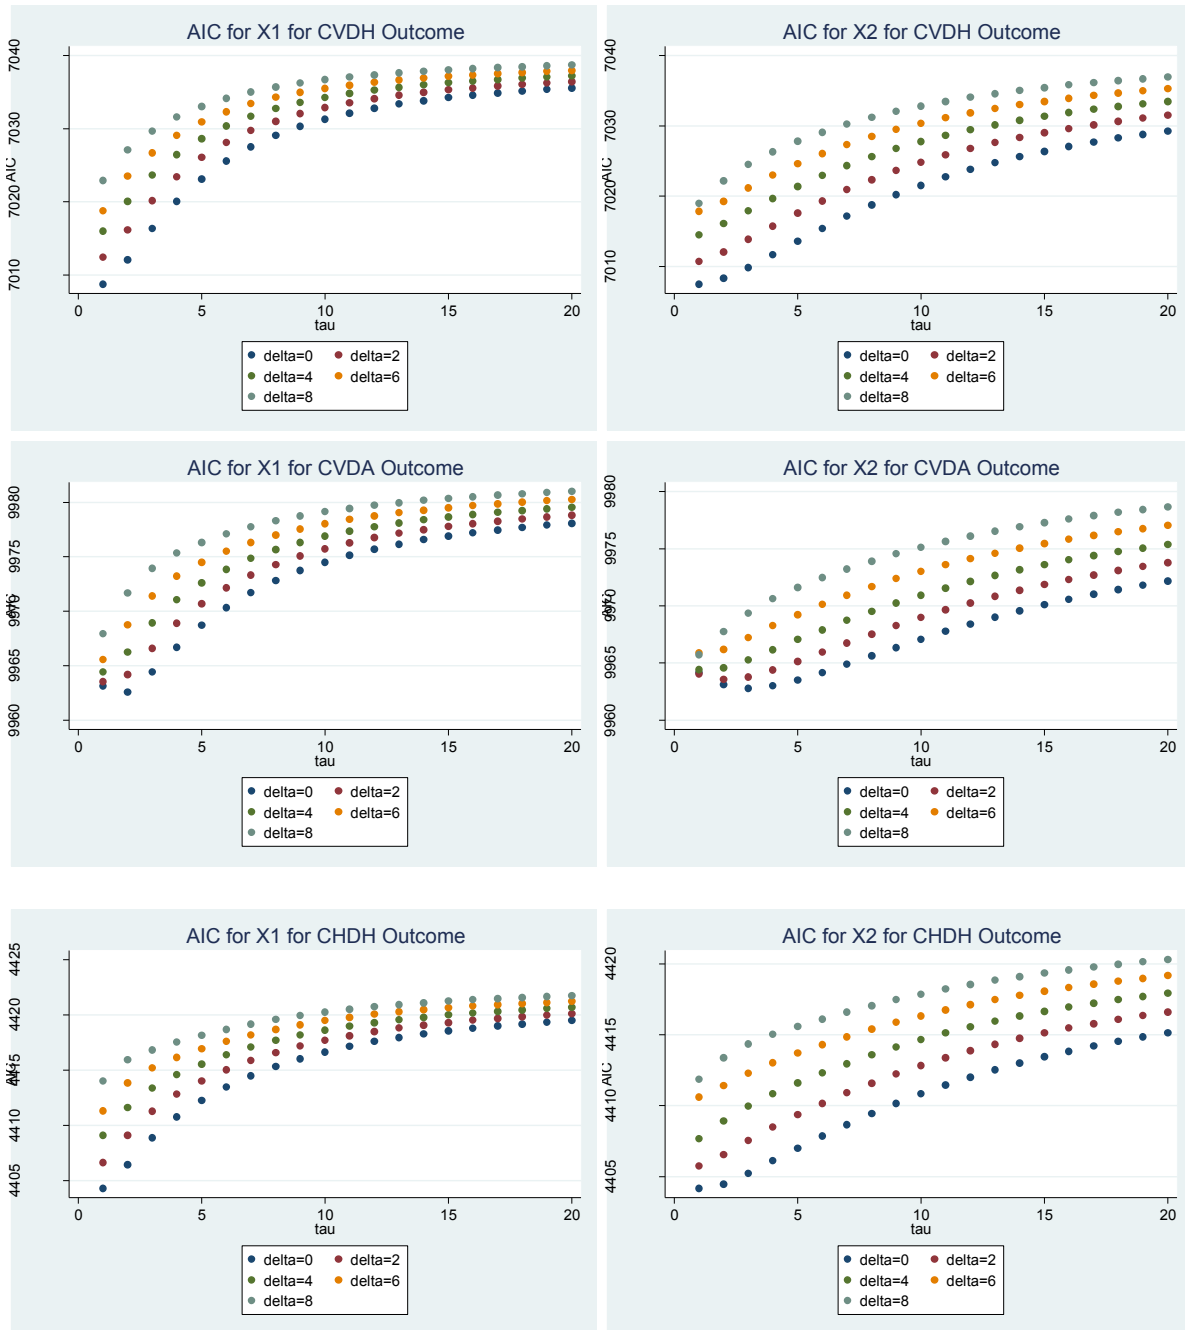 AIC for X1 for CVDH Outcome
7040
7030
7020
7010
AIC
0 5 10 15 20
tau
delta=0 delta=2
delta=4 delta=6
delta=8
AIC for X2 for CVDH Outcome
7040
7030
7020
7010
AIC
0 5 10 15 20
tau
delta=0 delta=2
delta=4 delta=6
delta=8
AIC for X1 for CVDA Outcome
9980
9975
9970
9965
9960
AIC
0 5 10 15 20
tau
delta=0 delta=2
delta=4 delta=6
delta=8
AIC for X2 for CVDA Outcome
9980
9975
9970
9965
9960
AIC
0 5 10 15 20
tau
delta=0 delta=2
delta=4 delta=6
delta=8
AIC for X1 for CHDH Outcome
4425
4420
4415
4410
4405
AIC
0 5 10 15 20
tau
delta=0 delta=2
delta=4 delta=6
delta=8
AIC for X2 for CHDH Outcome
4420
4415
4410
4405
AIC
0 5 10 15 20
tau
delta=0 delta=2
delta=4 delta=6
delta=8